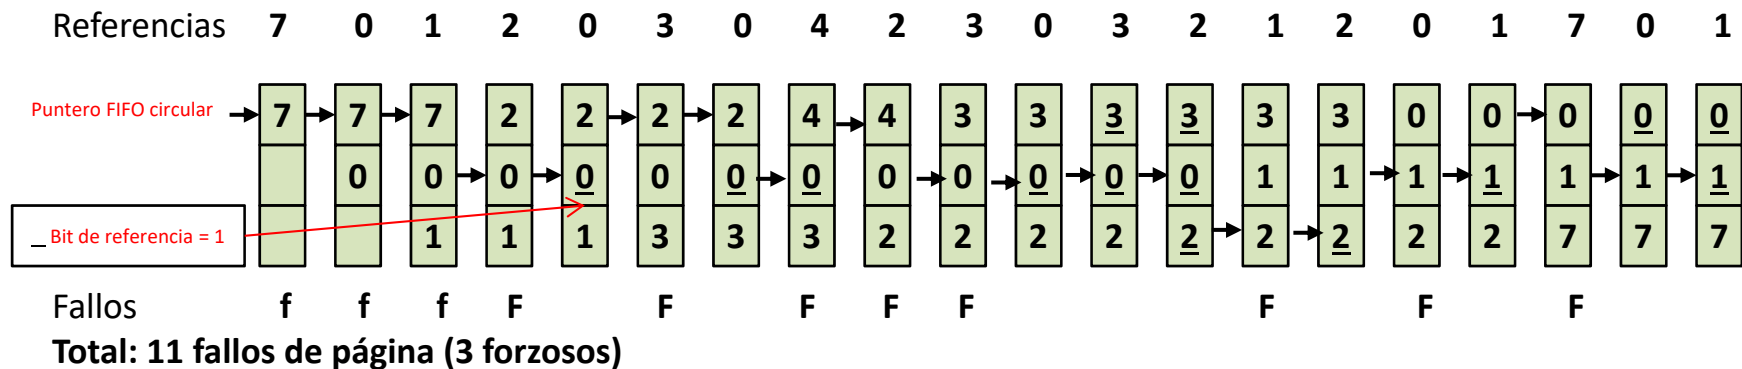 Referencias 7 0 1 2 0 3 0 4 2 3 0 3 2 1 2 0 1 7 0 1
Puntero FIFO circular 7 7 7 2 2 2 2 4 4 3 3 3 3 3 3 0 0 0 0 0
0 0 0 0 0 0 0 0 0 0 0 0 1 1 1 1 1 1 1
_ Bit de referencia = 1 1 1 1 3 3 3 2 2 2 2 2 2 2 2 2 7 7 7
Fallos f f f F F F F F F F F
Total: 11 fallos de página (3 forzosos)